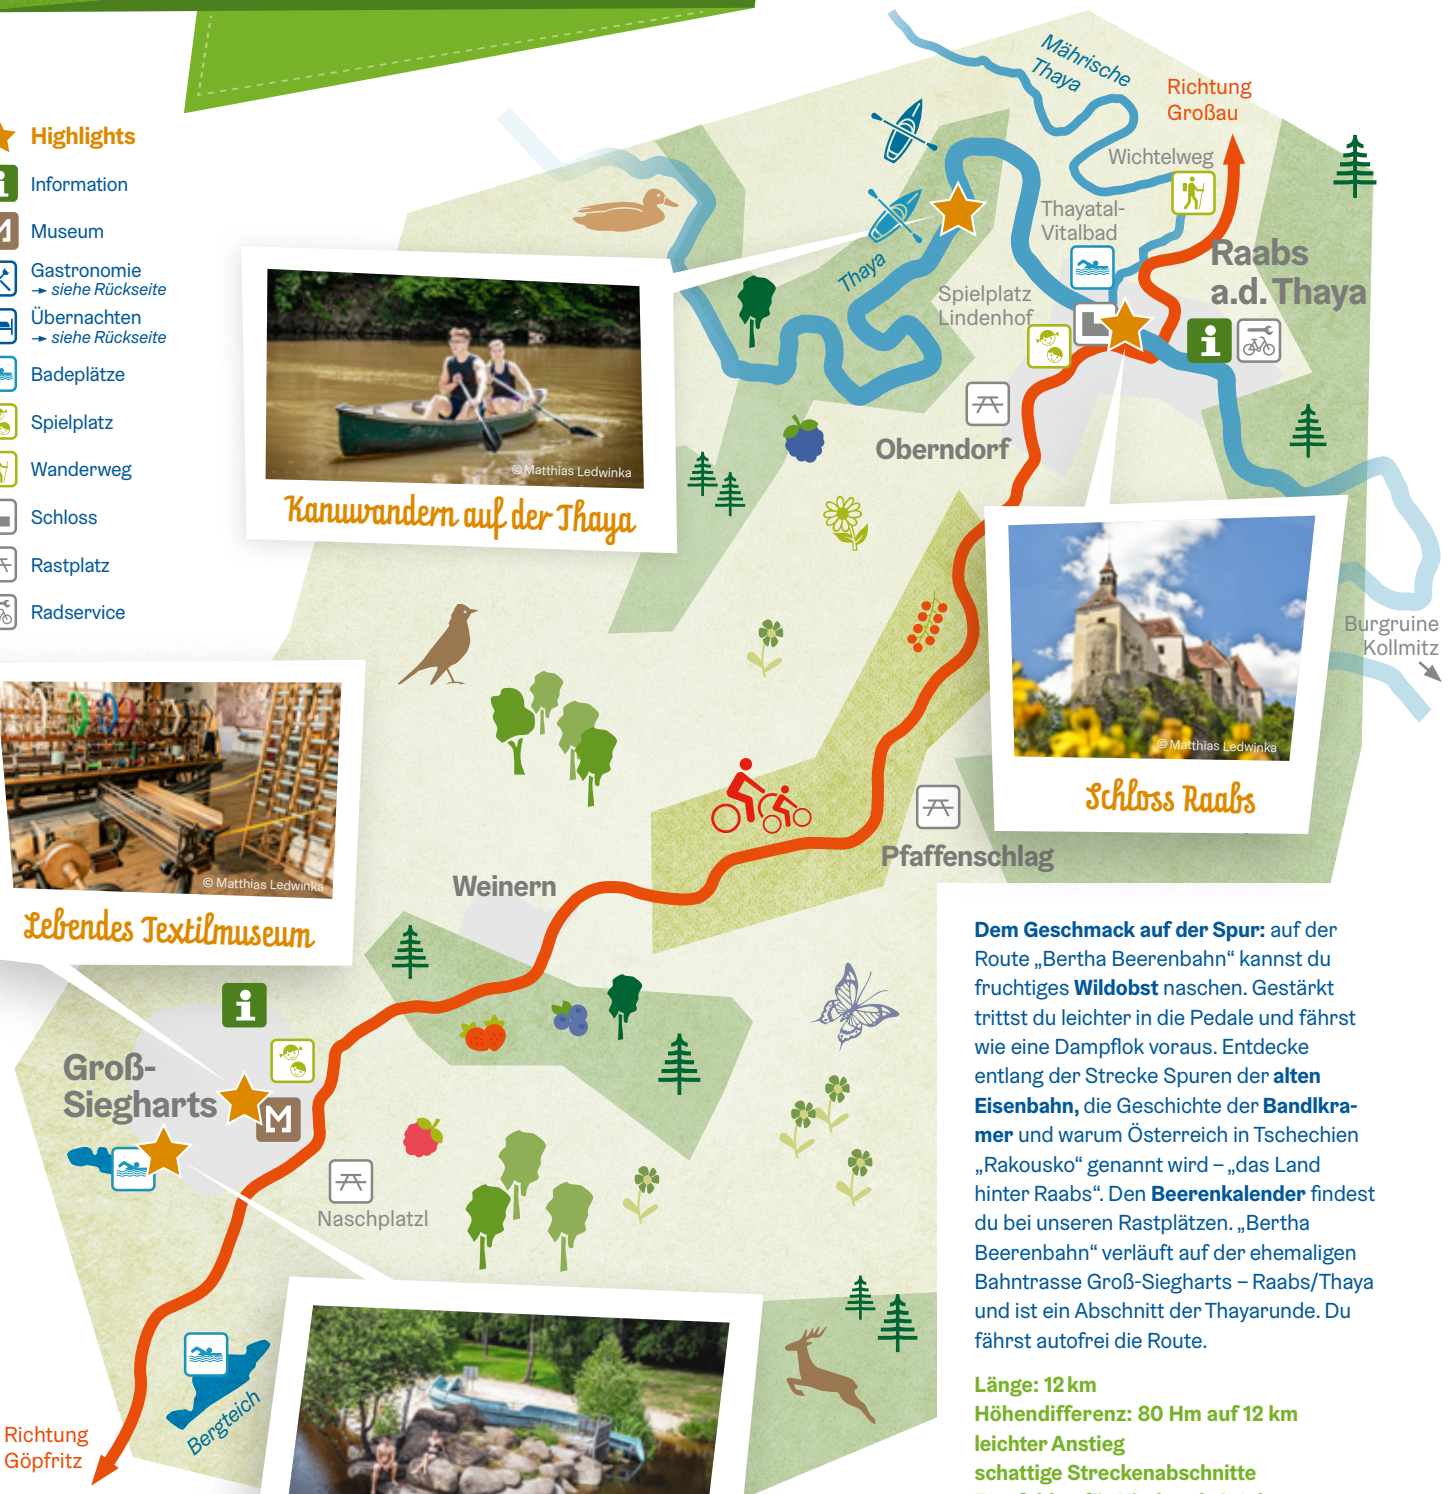 Highlights
Information
Museum
Gastronomie
→ siehe Rückseite
Übernachten
→ siehe Rückseite
Badeplätze
Spielplatz
Wanderweg
Schloss
Rastplatz
Radservice
Mährische
Thaya
Richtung
Großau
Wichtelweg
Thayatal-
Vitalbad
Raabs
a.d. Thaya
Thaya
Spielplatz
Lindenhof
Oberndorf
© Matthias Ledwinka
Kanuwandern auf der Thaya
Burgruine
Kollmitz
© Matthias Ledwinka
Schloss Raabs
© Matthias Ledwinka
Lebendes Textilmuseum
Pfaffenschlag
Weinern
Groß-
Siegharts
M
Naschplatzl
Bergteich
Richtung
Göpfritz
Dem Geschmack auf der Spur: auf der
Route „Bertha Beerenbahn“ kannst du
fruchtiges Wildobst naschen. Gestärkt
trittst du leichter in die Pedale und fährst
wie eine Dampflok voraus. Entdecke
entlang der Strecke Spuren der alten
Eisenbahn, die Geschichte der Bandlkra-
mer und warum Österreich in Tschechien
„Rakousko“ genannt wird – „das Land
hinter Raabs“. Den Beerenkalender findest
du bei unseren Rastplätzen. „Bertha
Beerenbahn“ verläuft auf der ehemaligen
Bahntrasse Groß-Siegharts – Raabs/Thaya
und ist ein Abschnitt der Thayarunde. Du
fährst autofrei die Route.
Länge: 12 km
Höhendifferenz: 80 Hm auf 12 km
leichter Anstieg
schattige Streckenabschnitte